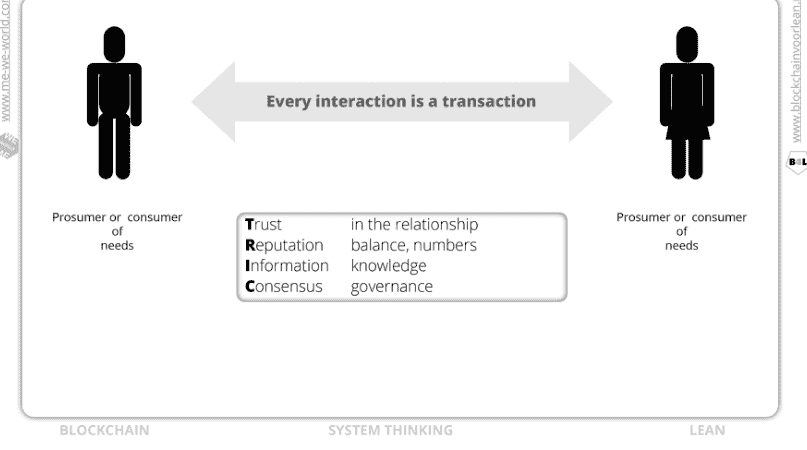 www.me-we-world.com
www.blockchainvoorlean.
Every interaction is a transaction
Prosumer or consumer
of
needs
Prosumer or consumer
of
needs
Trust in the relationship
Reputation balance, numbers
Information knowledge
Consensus governance
B4L
BLOCKCHAIN SYSTEM THINKING LEAN